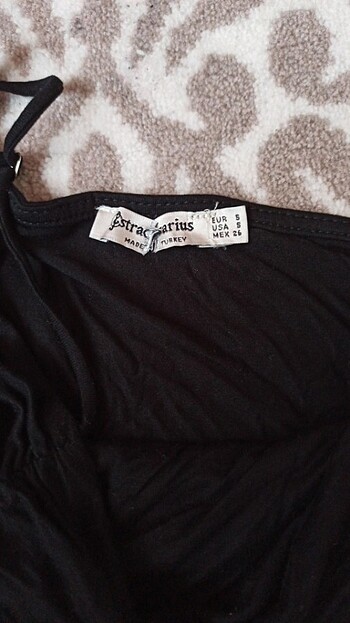 Stradivarius
MADE IN TURKEY
EUR S
USA S
MEX 26